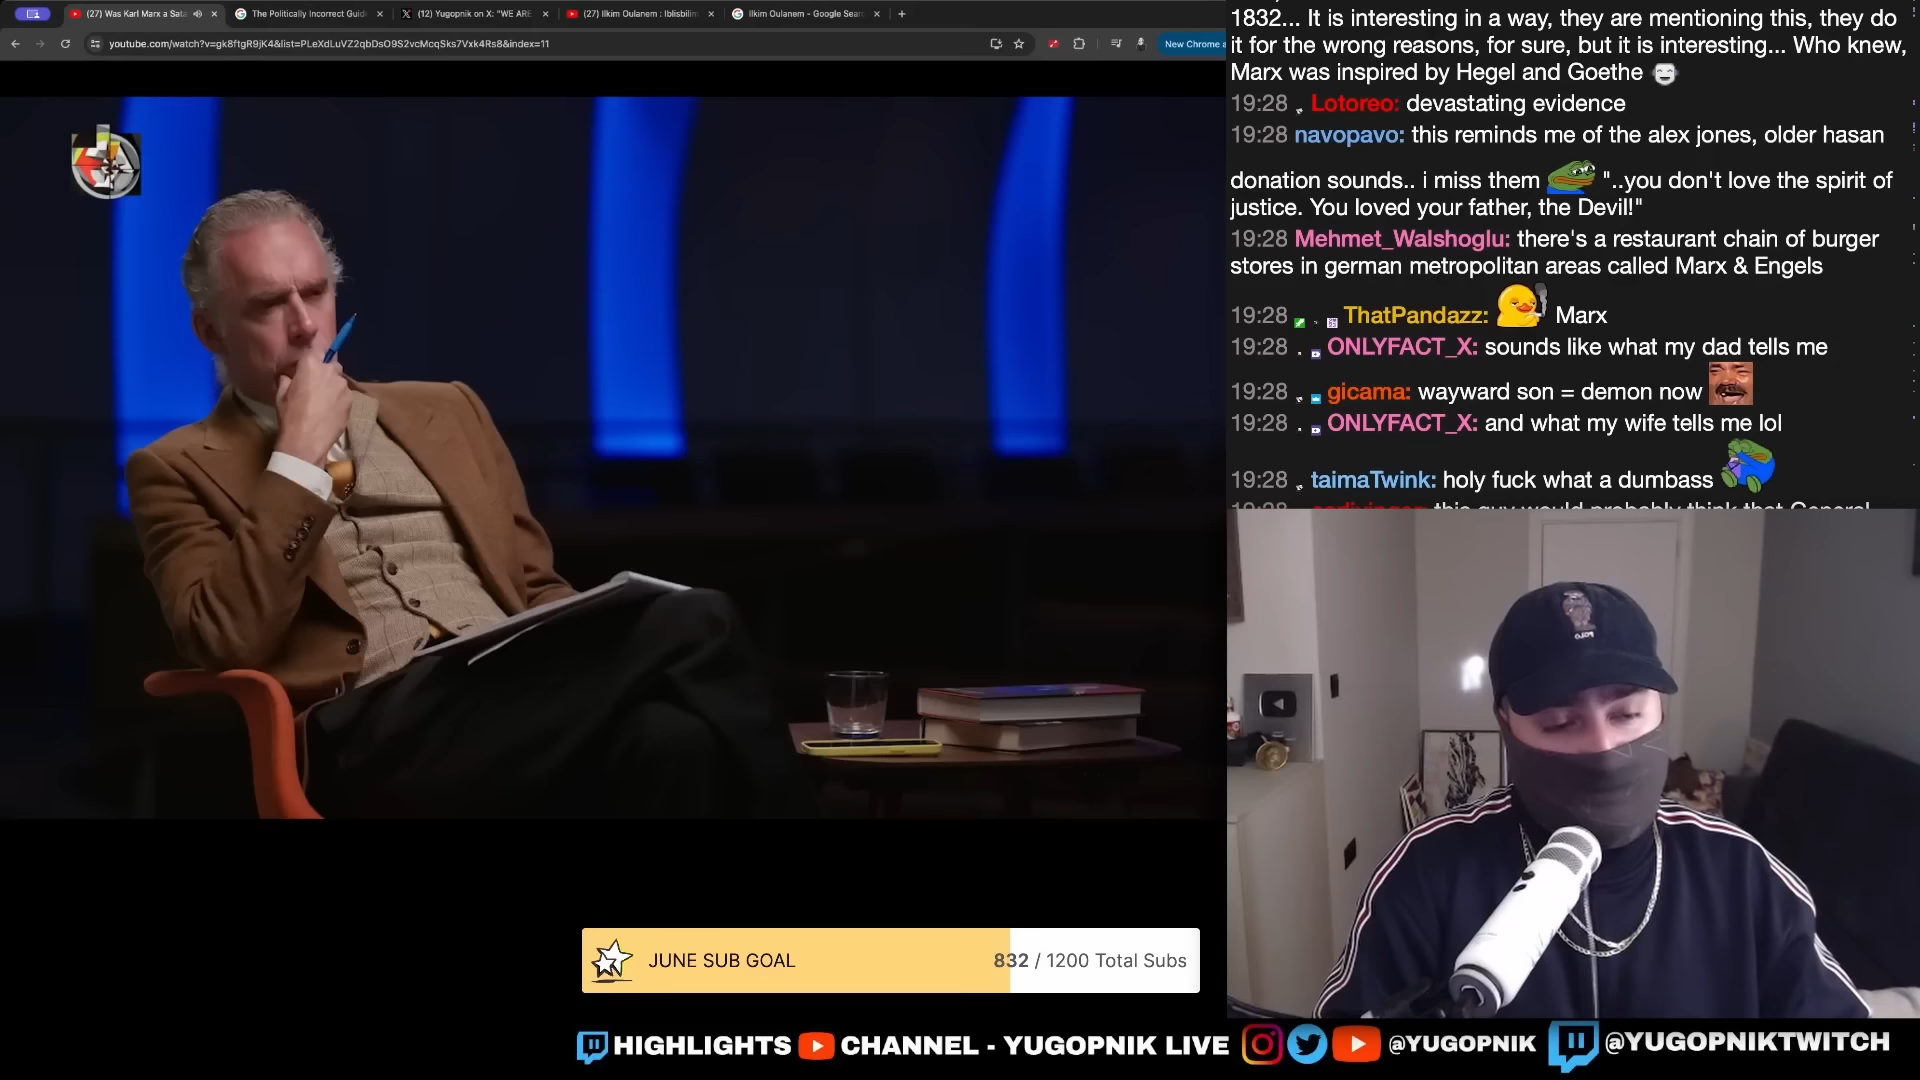 (27) Was Karl Marx a Sata
The Politically Incorrect Guid
(12) Yugopnik on X: "WE ARE
(27) Ilkim Oulanem : Iblisbilim
Ilkim Oulanem - Google Sear
youtube.com/watch?v=gk8ftgR9jK4&list=PLeXdLuVZ2qbDsO9S2vcMcqSks7Vxk4Rs8&index=11
New Chrome a
1832... It is interesting in a way, they are mentioning this, they do
it for the wrong reasons, for sure, but it is interesting... Who knew,
Marx was inspired by Hegel and Goethe
19:28 Lotoreo: devastating evidence
19:28 navopavo: this reminds me of the alex jones, older hasan
donation sounds.. i miss them "..you don't love the spirit of
justice. You loved your father, the Devil!"
19:28 Mehmet_Walshoglu: there's a restaurant chain of burger
stores in german metropolitan areas called Marx & Engels
19:28 ThatPandazz: Marx
19:28 ONLYFACT_X: sounds like what my dad tells me
19:28 gicama: wayward son = demon now
19:28 ONLYFACT_X: and what my wife tells me lol
19:28 taimaTwink: holy fuck what a dumbass
this guy would probably think that General
JUNE SUB GOAL
832 / 1200 Total Subs
HIGHLIGHTS
CHANNEL - YUGOPNIK LIVE
@YUGOPNIK
@YUGOPNIKTWITCH